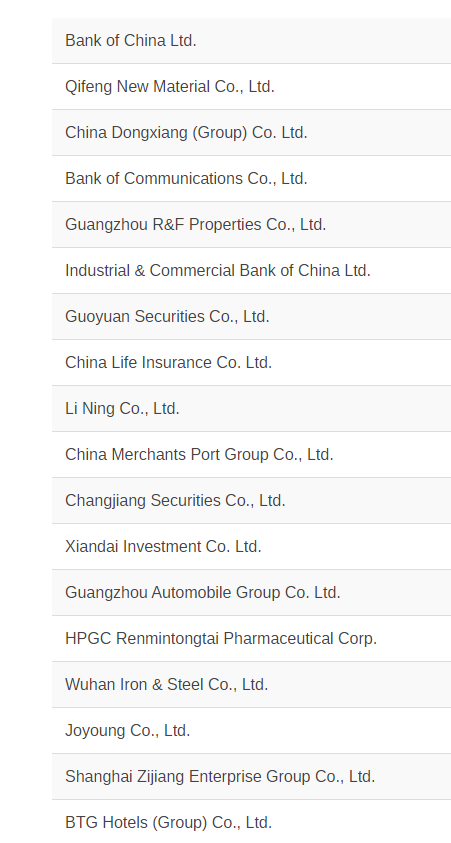 Bank of China Ltd.
Qifeng New Material Co., Ltd.
China Dongxiang (Group) Co. Ltd.
Bank of Communications Co., Ltd.
Guangzhou R&F Properties Co., Ltd.
Industrial & Commercial Bank of China Ltd.
Guoyuan Securities Co., Ltd.
China Life Insurance Co. Ltd.
Li Ning Co., Ltd.
China Merchants Port Group Co., Ltd.
Changjiang Securities Co., Ltd.
Xiandai Investment Co. Ltd.
Guangzhou Automobile Group Co. Ltd.
HPGC Renmintongtai Pharmaceutical Corp.
Wuhan Iron & Steel Co., Ltd.
Joyoung Co., Ltd.
Shanghai Zijiang Enterprise Group Co., Ltd.
BTG Hotels (Group) Co., Ltd.